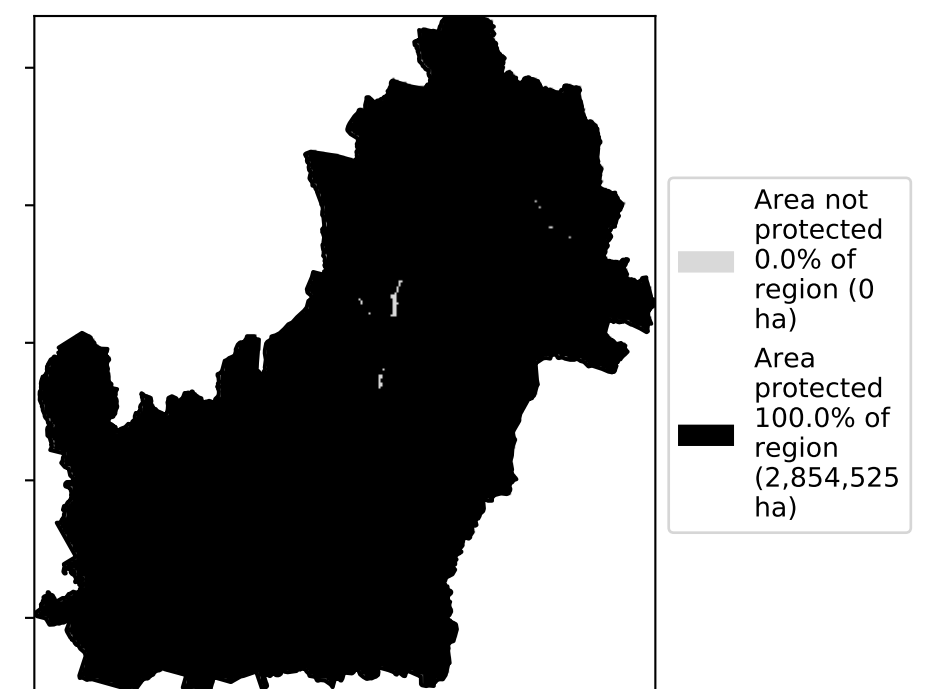 Area not
protected
0.0% of
region (0
ha)
Area
protected
100.0% of
region
(2,854,525
ha)